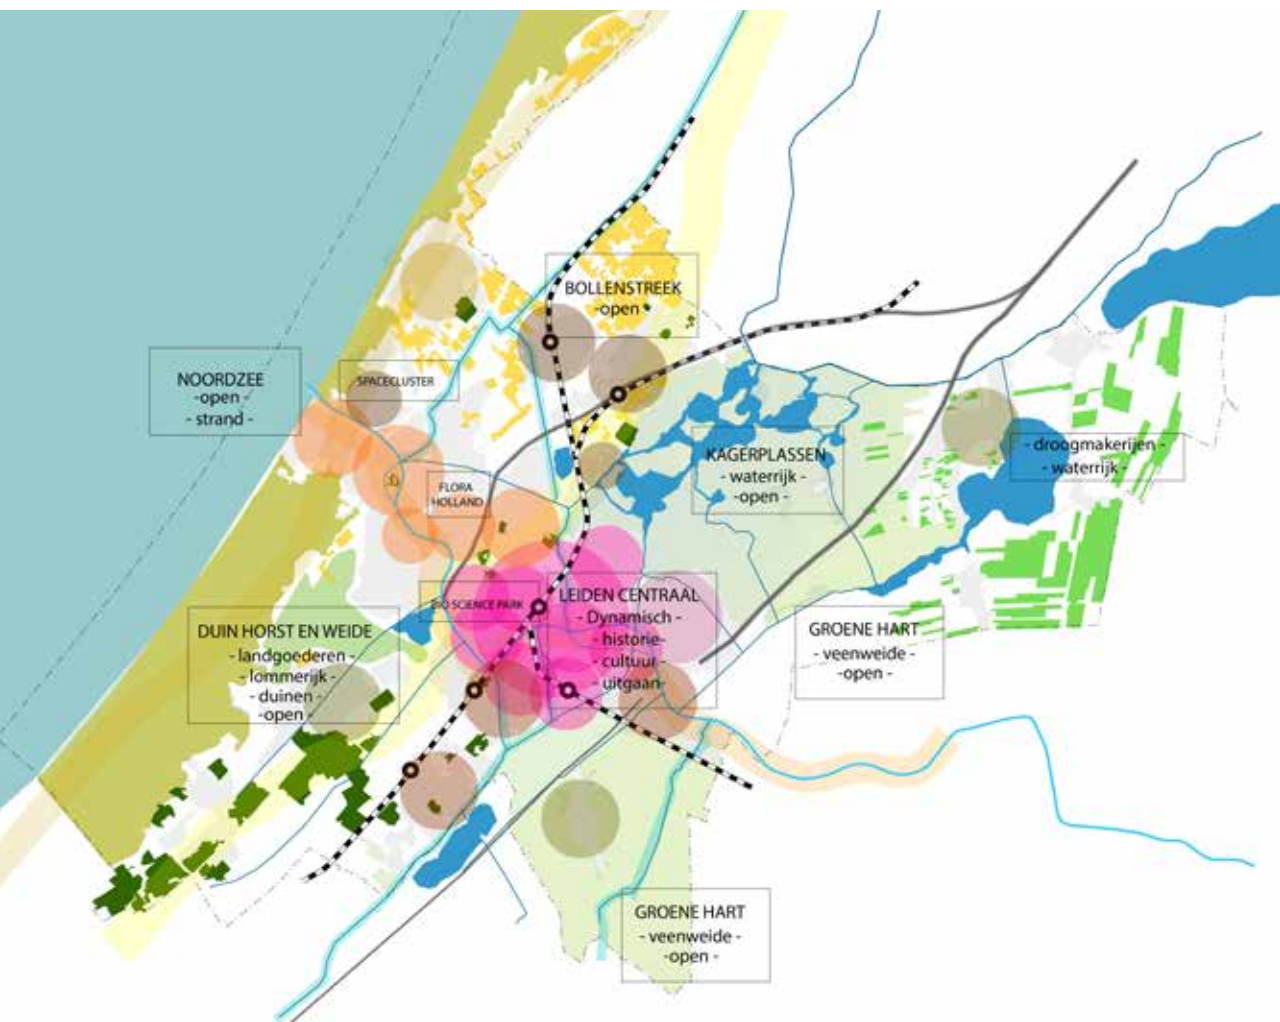 BOLLENSTREEK
-open -
NOORDZEE
-open -
- strand -
SPACECLUSTER
KAGERPLASSEN
- waterrijk -
-open -
- droogmakerijen -
- waterrijk -
FLORA
HOLLAND
BIO SCIENCE PARK
LEIDEN CENTRAAL
- Dynamisch -
- historie-
- cultuur -
- uitgaan-
DUIN HORST EN WEIDE
- landgoederen -
- lommerijk -
- duinen -
-open -
GROENE HART
- veenweide -
-open -
GROENE HART
- veenweide -
-open -